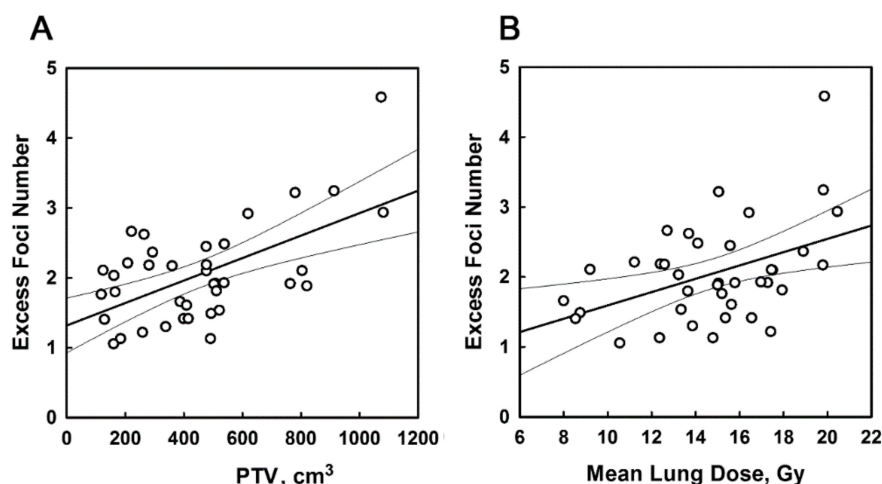 A
Excess Foci Number
5
4
3
2
1
0
0 200 400 600 800 1000 1200
PTV, cm³
B
Excess Foci Number
5
4
3
2
1
0
6 8 10 12 14 16 18 20 22
Mean Lung Dose, Gy